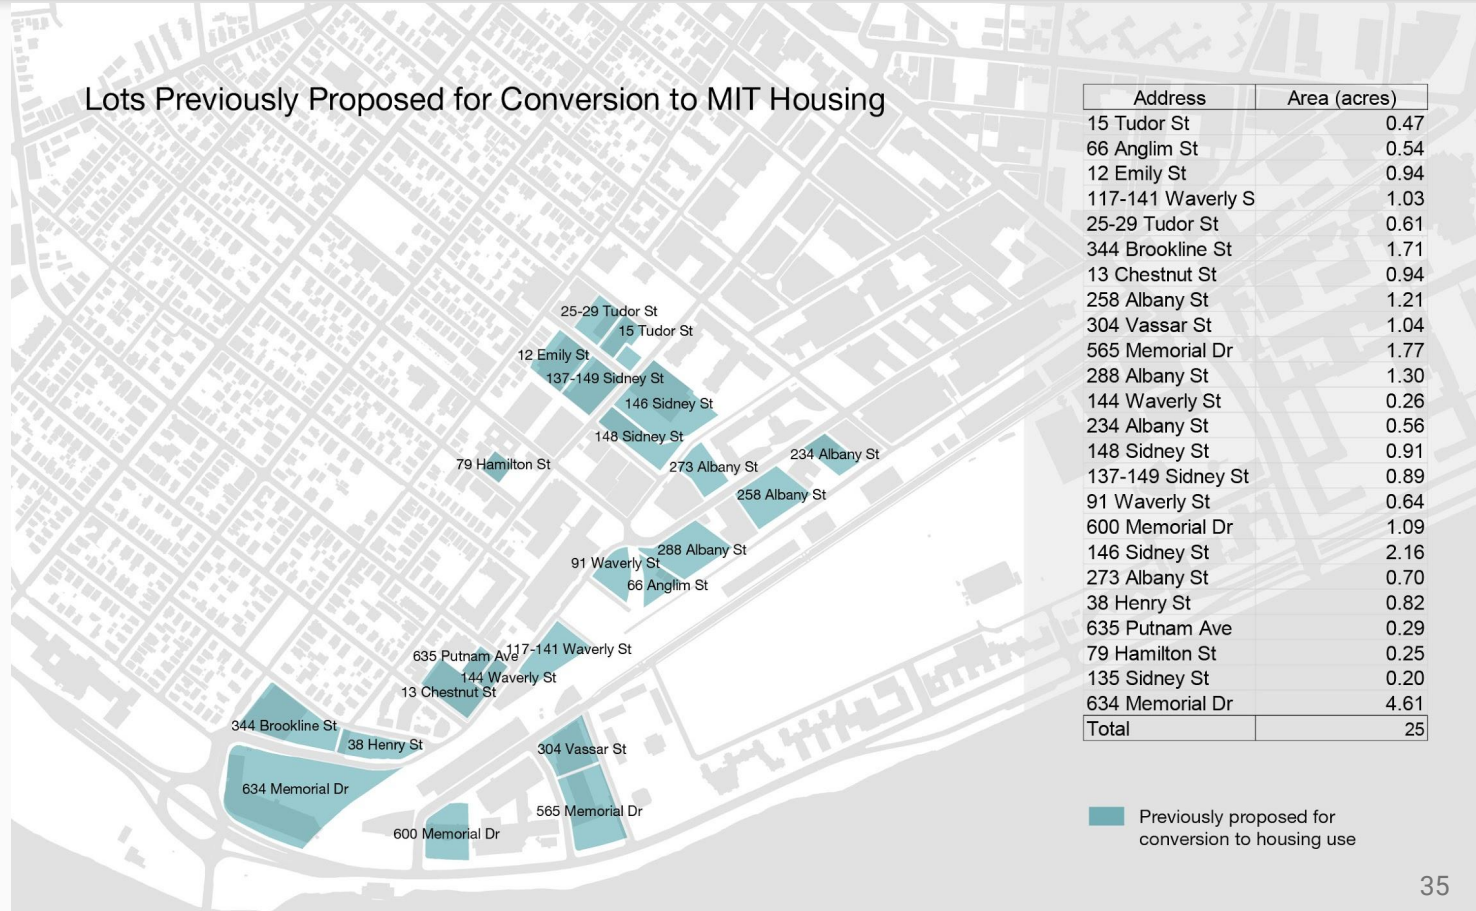 Lots Previously Proposed for Conversion to MIT Housing
25-29 Tudor St
15 Tudor St
12 Emily St
137-149 Sidney St
146 Sidney St
148 Sidney St
79 Hamilton St
273 Albany St
234 Albany St
258 Albany St
288 Albany St
91 Waverly St
66 Anglim St
117-141 Waverly St
635 Putnam Ave
144 Waverly St
13 Chestnut St
344 Brookline St
38 Henry St
304 Vassar St
634 Memorial Dr
565 Memorial Dr
600 Memorial Dr
Address Area (acres)
15 Tudor St 0.47
66 Anglim St 0.54
12 Emily St 0.94
117-141 Waverly S 1.03
25-29 Tudor St 0.61
344 Brookline St 1.71
13 Chestnut St 0.94
258 Albany St 1.21
304 Vassar St 1.04
565 Memorial Dr 1.77
288 Albany St 1.30
144 Waverly St 0.26
234 Albany St 0.56
148 Sidney St 0.91
137-149 Sidney St 0.89
91 Waverly St 0.64
600 Memorial Dr 1.09
146 Sidney St 2.16
273 Albany St 0.70
38 Henry St 0.82
635 Putnam Ave 0.29
79 Hamilton St 0.25
135 Sidney St 0.20
634 Memorial Dr 4.61
Total 25
Previously proposed for
conversion to housing use
35